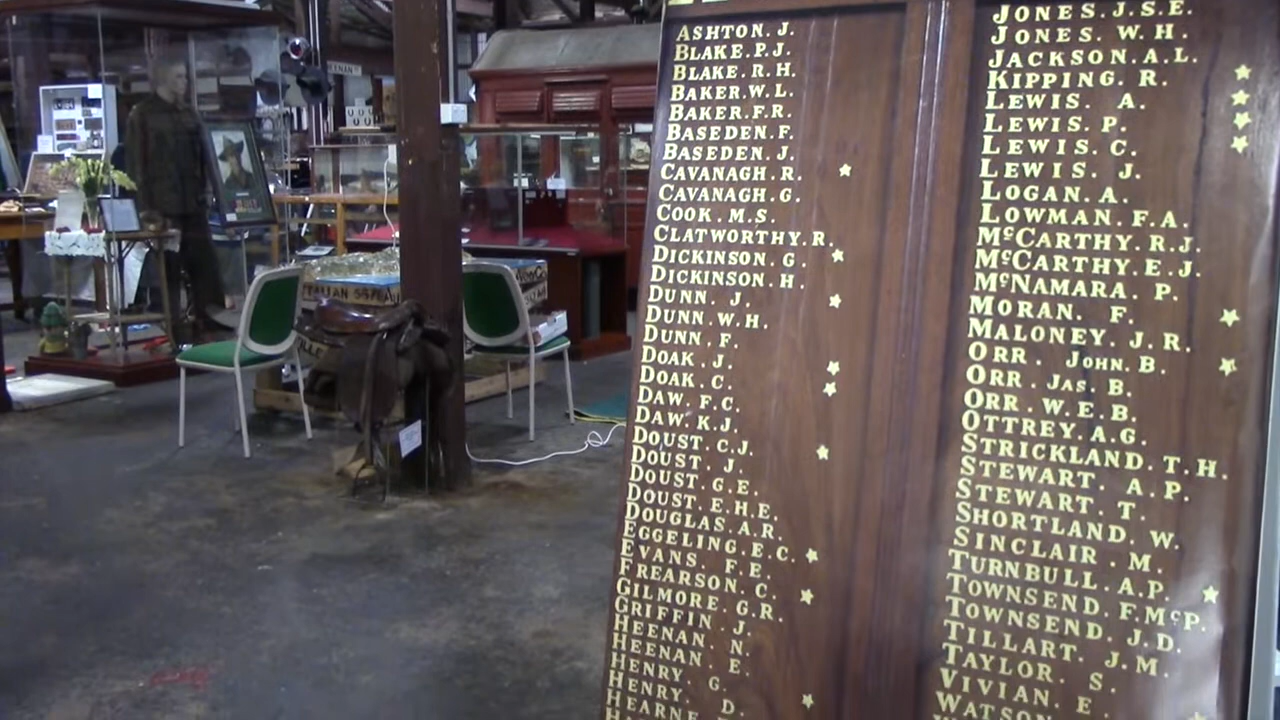 ASHTON. J.
BLAKE. P. J.
BLAKE. R. H.
BAKER. W. L.
BAKER. F. R.
BASEDEN. F.
BASEDEN. J.
CAVANAGH. R.
CAVANAGH. G.
COOK. M. S.
CLATWORTHY. R.
DICKINSON. G.
DICKINSON. H.
DUNN. J.
DUNN. W. H.
DUNN. F.
DOAK. J.
DOAK. C.
DAW. F. C.
DAW. K. J.
DOUST. C. J.
DOUST. J.
DOUST. G. E.
DOUST. E. H. E.
DOUGLAS. A. R.
EGGELING. E. C.
EVANS. F. E.
FREARSON. C.
GILMORE. G. R.
GRIFFIN. J.
HEENAN. N.
HEENAN. E.
HENRY. G.
HENRY. D.
HEARNE
JONES. J. S. E.
JONES. W. H.
JACKSON. A. L.
KIPPING. R.
LEWIS. A.
LEWIS. P.
LEWIS. C.
LEWIS. J.
LOGAN. A.
LOWMAN. F. A.
McCARTHY. R. J.
McCARTHY. E. J.
McNAMARA. P.
MORAN. F.
MALONEY. J. R.
ORR. JOHN. B.
ORR. JAS. B.
ORR. W. E. B.
OTTREY. A. G.
STRICKLAND. T. H.
STEWART. A. P.
STEWART. T.
SHORTLAND. W.
SINCLAIR. M.
TURNBULL. A. P.
TOWNSEND. F. McP.
TOWNSEND. J. D.
TILLART. J. M.
TAYLOR. S.
VIVIAN. E.
WATSON